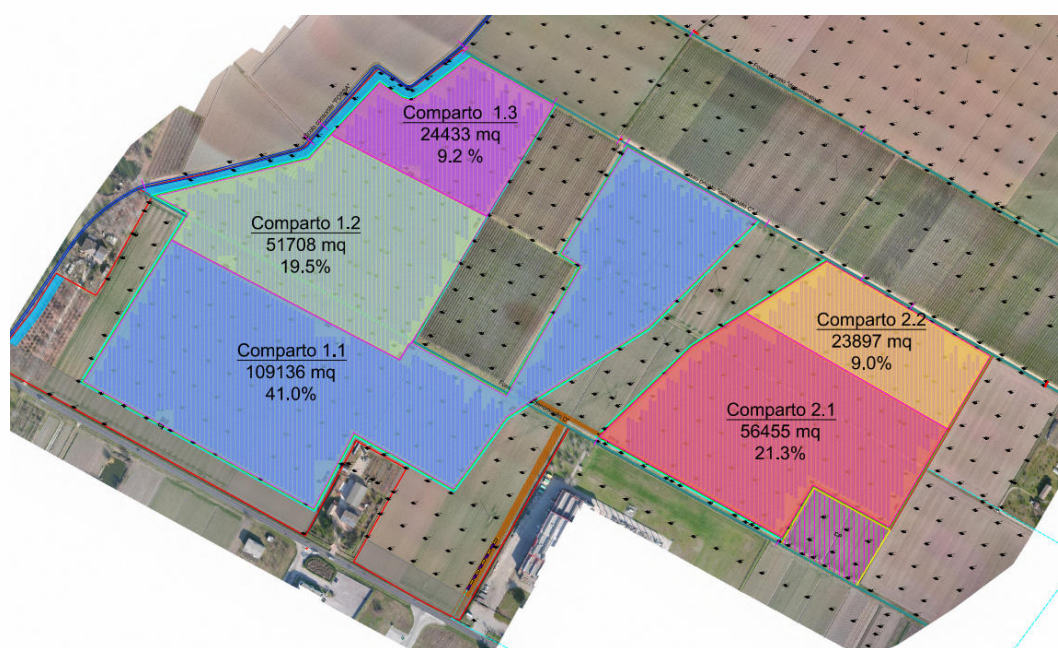 Comparto 1.3
24433 mq
9.2 %
Comparto 1.2
51708 mq
19.5%
Comparto 1.1
109136 mq
41.0%
Comparto 2.2
23897 mq
9.0%
Comparto 2.1
56455 mq
21.3%